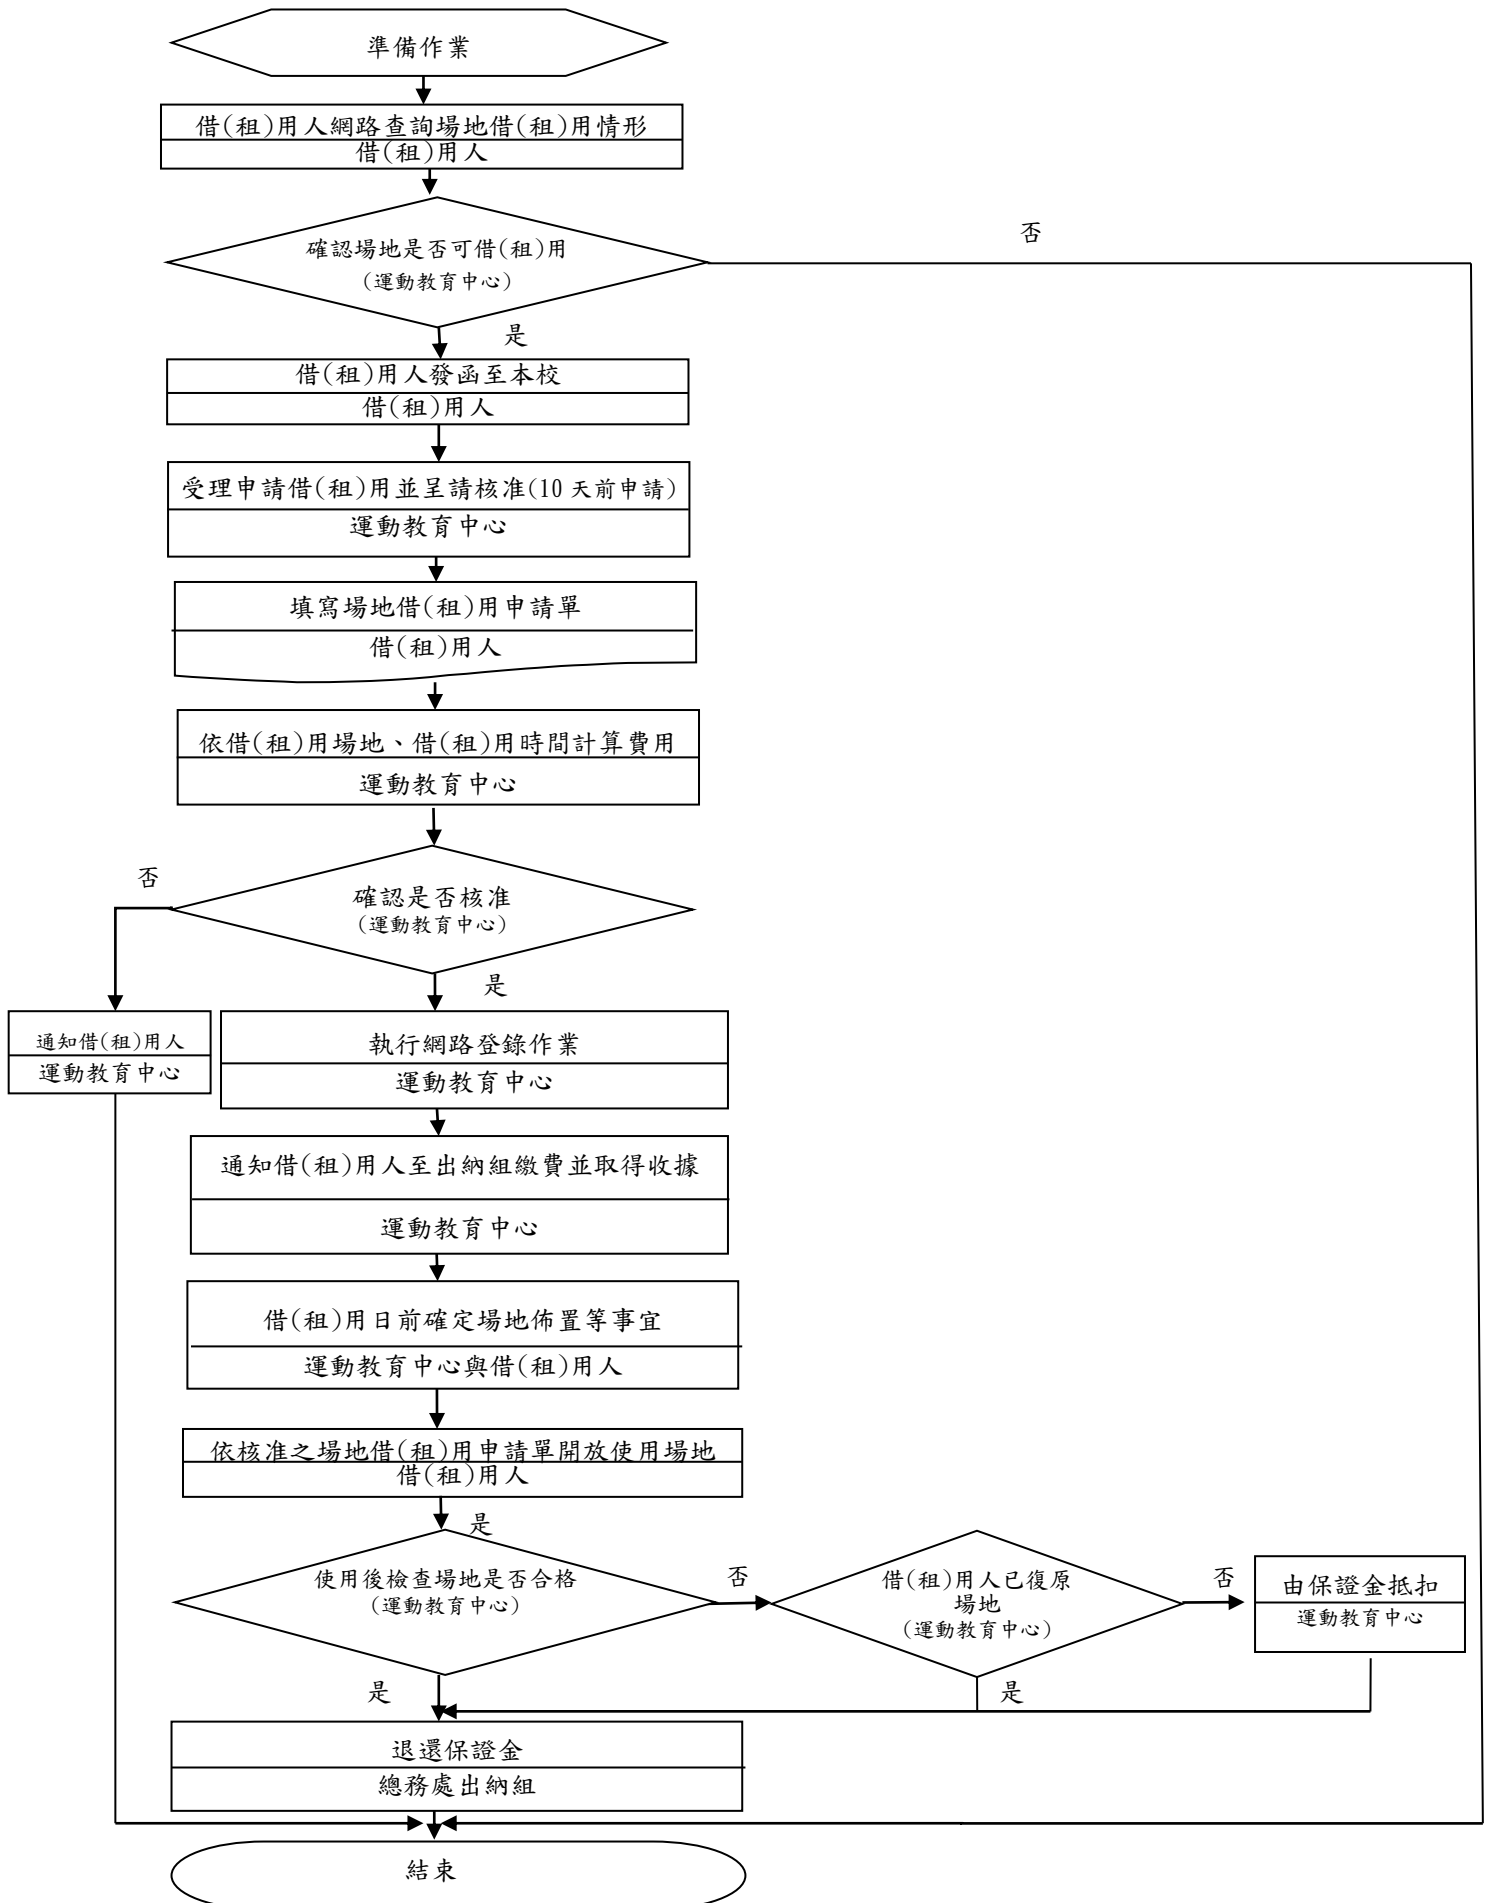 準備作業
借(租)用人網路查詢場地借(租)用情形
借(租)用人
否
確認場地是否可借(租)用
(運動教育中心)
是
借(租)用人發函至本校
借(租)用人
受理申請借(租)用並呈請核准(10 天前申請)
運動教育中心
填寫場地借(租)用申請單
借(租)用人
依借(租)用場地、借(租)用時間計算費用
運動教育中心
否
確認是否核准
(運動教育中心)
是
通知借(租)用人
運動教育中心
執行網路登錄作業
運動教育中心
通知借(租)用人至出納組繳費並取得收據
運動教育中心
借(租)用日前確定場地佈置等事宜
運動教育中心與借(租)用人
依核准之場地借(租)用申請單開放使用場地
借(租)用人
是
使用後檢查場地是否合格
(運動教育中心)
否
借(租)用人已復原
場地
(運動教育中心)
否
由保證金抵扣
運動教育中心
是
是
退還保證金
總務處出納組
結束